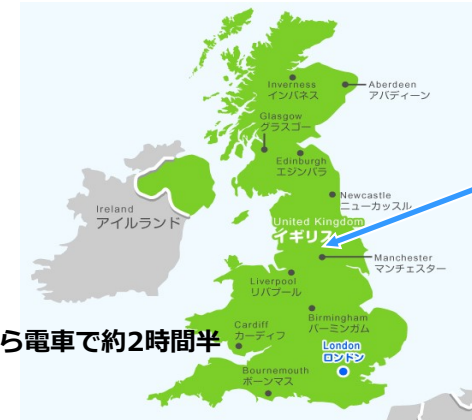 Inverness
インバネス
Aberdeen
アバディーン
Glasgow
グラスゴー
Edinburgh
エジンバラ
Newcastle
ニューカッスル
Ireland
アイルランド
United Kingdom
イギリス
Manchester
マンチェスター
Liverpool
リバプール
Birmingham
バーミンガム
ら電車で約2時間半
Cardiff
カーディフ
London
ロンドン
Bournemouth
ボーンマス